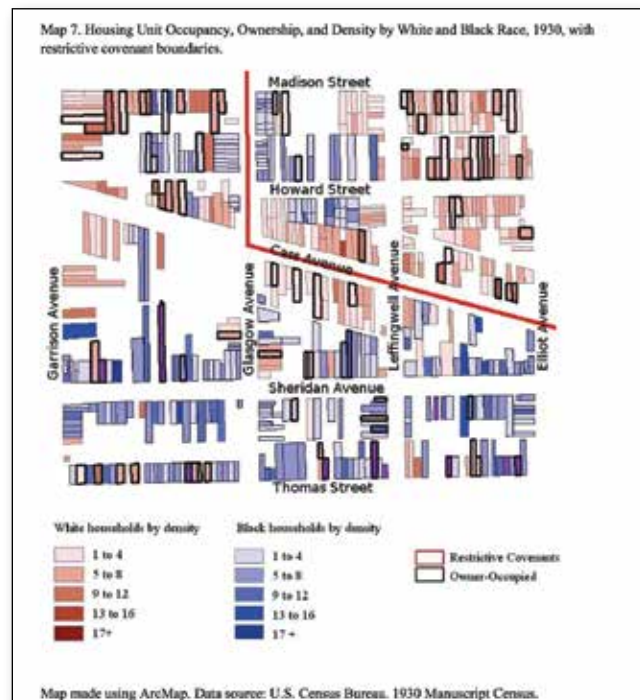 Map 7. Housing Unit Occupancy, Ownership, and Density by White and Black Race, 1930, with
restrictive covenant boundaries.
Madison Street
Howard Street
Cass Avenue
Garrison Avenue
Glasgow Avenue
Leffingwell Avenue
Elliot Avenue
Sheridan Avenue
Thomas Street
White households by density
1 to 4
5 to 8
9 to 12
13 to 16
17+
Black households by density
1 to 4
5 to 8
9 to 12
13 to 16
17 +
Restrictive Covenants
Owner-Occupied
Map made using ArcMap. Data source: U.S. Census Bureau. 1930 Manuscript Census.